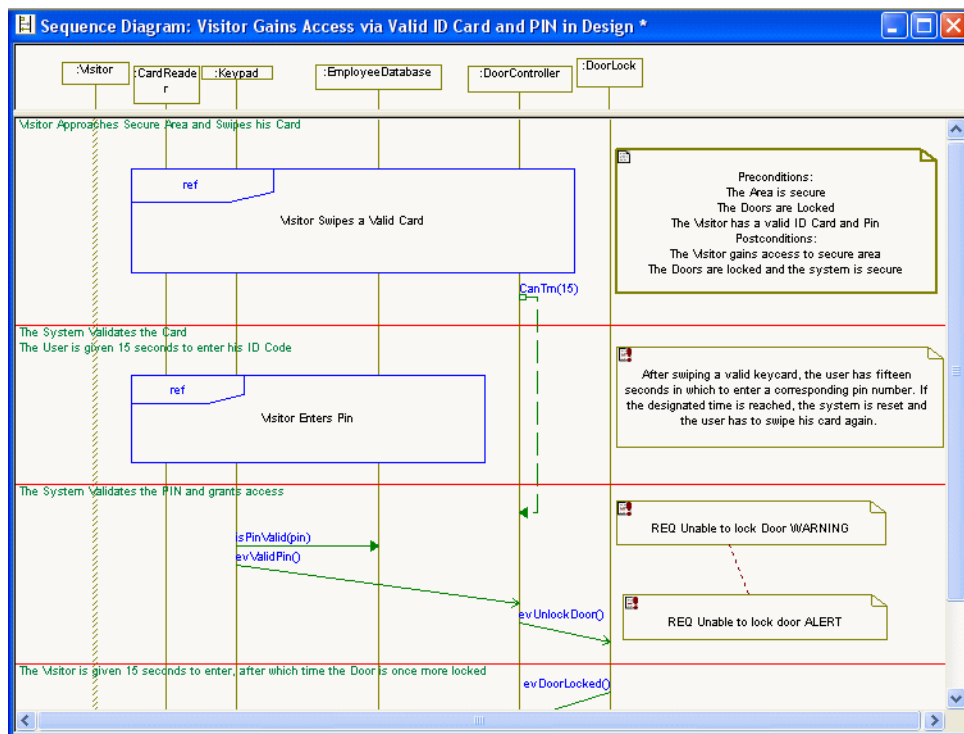 Sequence Diagram: Visitor Gains Access via Valid ID Card and PIN in Design *
:Visitor
:CardReade
r
:Keypad
:EmployeeDatabase
:DoorController
:DoorLock
Visitor Approaches Secure Area and Swipes his Card
ref
Visitor Swipes a Valid Card
Preconditions:
The Area is secure
The Doors are Locked
The Visitor has a valid ID Card and Pin
Postconditions:
The Visitor gains access to secure area
The Doors are locked and the system is secure
CanTm(15)
The System Validates the Card
The User is given 15 seconds to enter his ID Code
ref
Visitor Enters Pin
After swiping a valid keycard, the user has fifteen
seconds in which to enter a corresponding pin number. If
the designated time is reached, the system is reset and
the user has to swipe his card again.
The System Validates the PIN and grants access
isPinValid(pin)
evValidPin()
REQ Unable to lock Door WARNING
evUnlockDoor()
REQ Unable to lock door ALERT
The Visitor is given 15 seconds to enter, after which time the Door is once more locked
evDoorLocked()